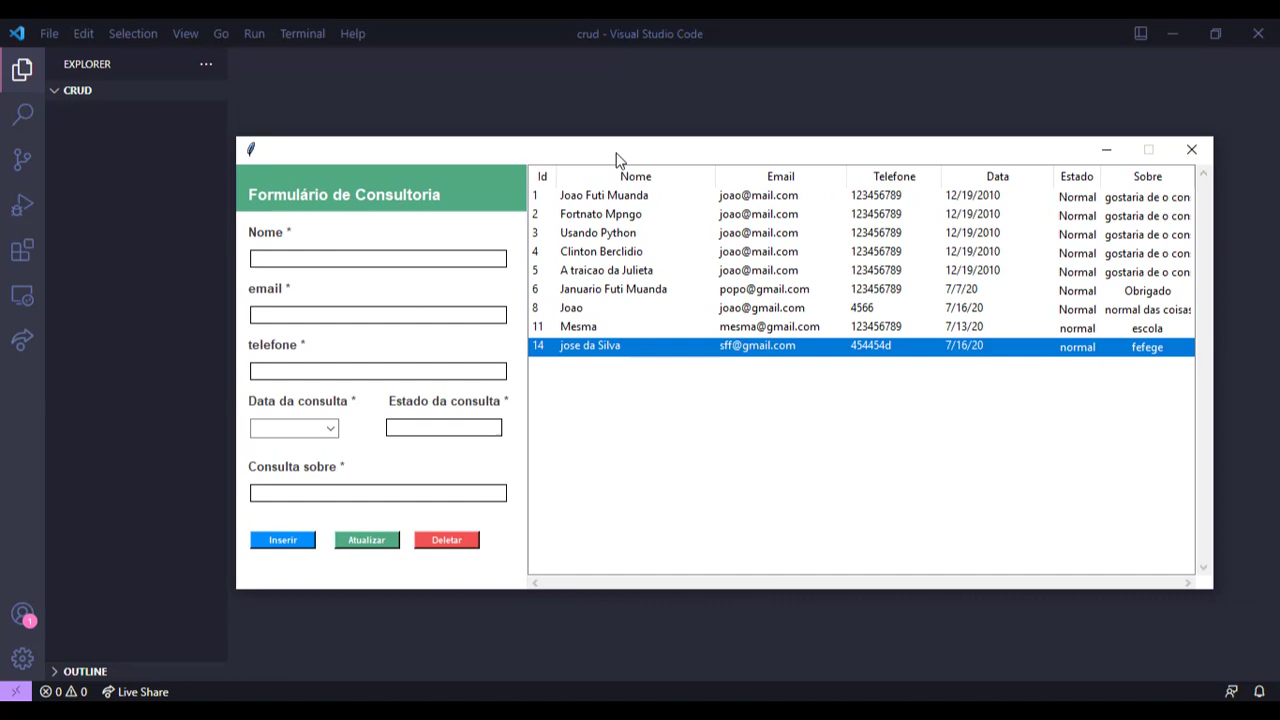 File Edit Selection View Go Run Terminal Help crud - Visual Studio Code
EXPLORER ...
CRUD
Formulário de Consultoria
Nome *
email *
telefone *
Data da consulta * Estado da consulta *
Consulta sobre *
Inserir Atualizar Deletar
Id Nome Email Telefone Data Estado Sobre
1 Joao Futi Muanda joao@mail.com 123456789 12/19/2010 Normal gostaria de o con
2 Fortnato Mpngo joao@mail.com 123456789 12/19/2010 Normal gostaria de o con
3 Usando Python joao@mail.com 123456789 12/19/2010 Normal gostaria de o con
4 Clinton Berclidio joao@mail.com 123456789 12/19/2010 Normal gostaria de o con
5 A traicao da Julieta joao@mail.com 123456789 12/19/2010 Normal gostaria de o con
6 Januario Futi Muanda popo@gmail.com 123456789 7/7/20 Normal Obrigado
8 Joao joao@gmail.com 4566 7/16/20 Normal normal das coisas
11 Mesma mesma@gmail.com 123456789 7/13/20 normal escola
14 jose da Silva sff@gmail.com 454454d 7/16/20 normal fefege
1
OUTLINE
0 0 Live Share